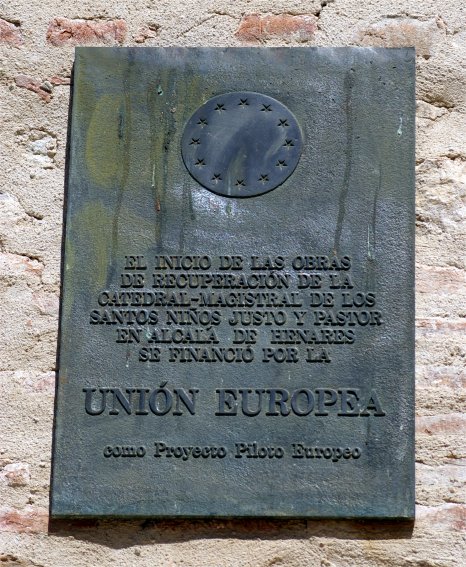 EL INICIO DE LAS OBRAS
DE RECUPERACIÓN DE LA
CATEDRAL-MAGISTRAL DE LOS
SANTOS NIÑOS JUSTO Y PASTOR
EN ALCALÁ DE HENARES
SE FINANCIÓ POR LA
UNIÓN EUROPEA
como Proyecto Piloto Europeo